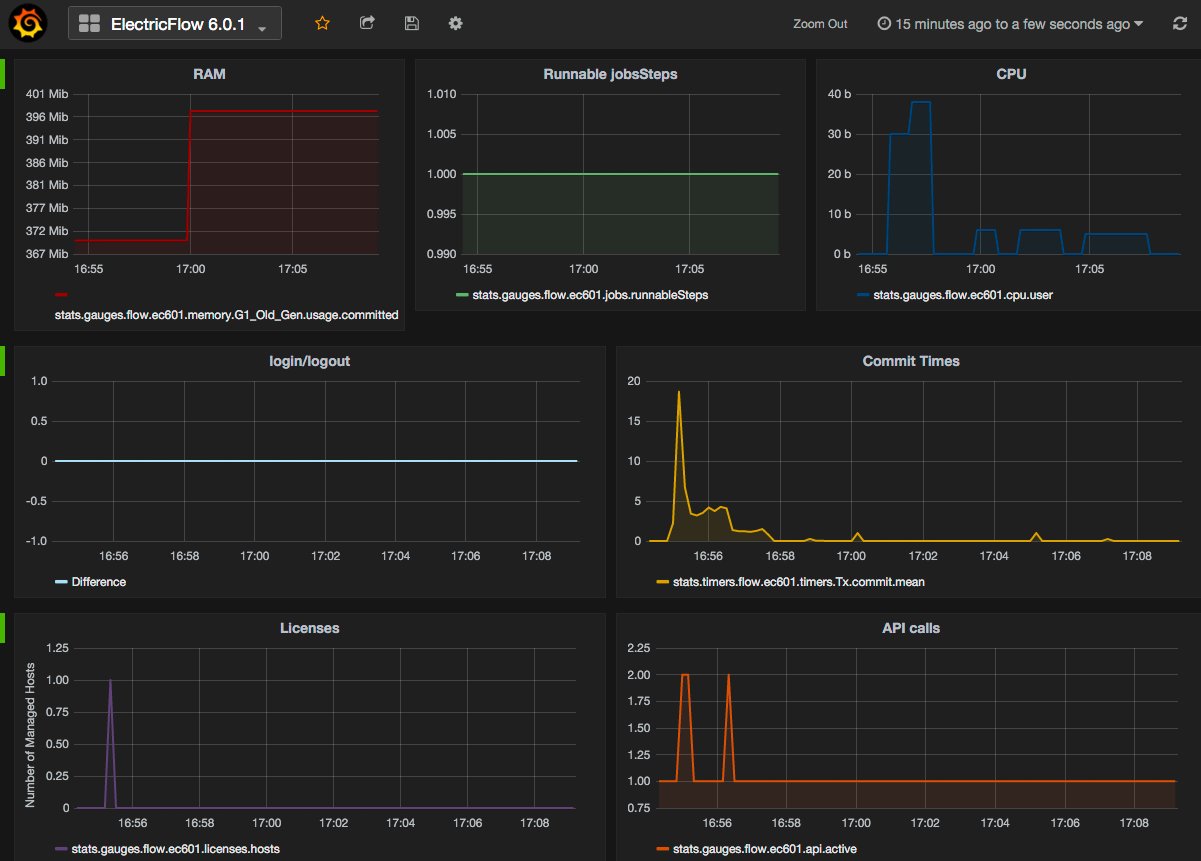 ElectricFlow 6.0.1
Zoom Out
15 minutes ago to a few seconds ago
RAM
401 Mib
396 Mib
391 Mib
386 Mib
381 Mib
377 Mib
372 Mib
367 Mib
16:55 17:00 17:05
stats.gauges.flow.ec601.memory.G1_Old_Gen.usage.committed
Runnable jobsSteps
1.010
1.005
1.000
0.995
0.990
16:55 17:00 17:05
stats.gauges.flow.ec601.jobs.runnableSteps
CPU
40 b
30 b
20 b
10 b
0 b
16:55 17:00 17:05
stats.gauges.flow.ec601.cpu.user
login/logout
1.0
0.5
0
-0.5
-1.0
16:56 16:58 17:00 17:02 17:04 17:06 17:08
Difference
Commit Times
20
15
10
5
0
16:56 16:58 17:00 17:02 17:04 17:06 17:08
stats.timers.flow.ec601.timers.Tx.commit.mean
Licenses
Number of Managed Hosts
1.25
1.00
0.75
0.50
0.25
0
16:56 16:58 17:00 17:02 17:04 17:06 17:08
stats.gauges.flow.ec601.licenses.hosts
API calls
2.25
2.00
1.75
1.50
1.25
1.00
0.75
16:56 16:58 17:00 17:02 17:04 17:06 17:08
stats.gauges.flow.ec601.api.active